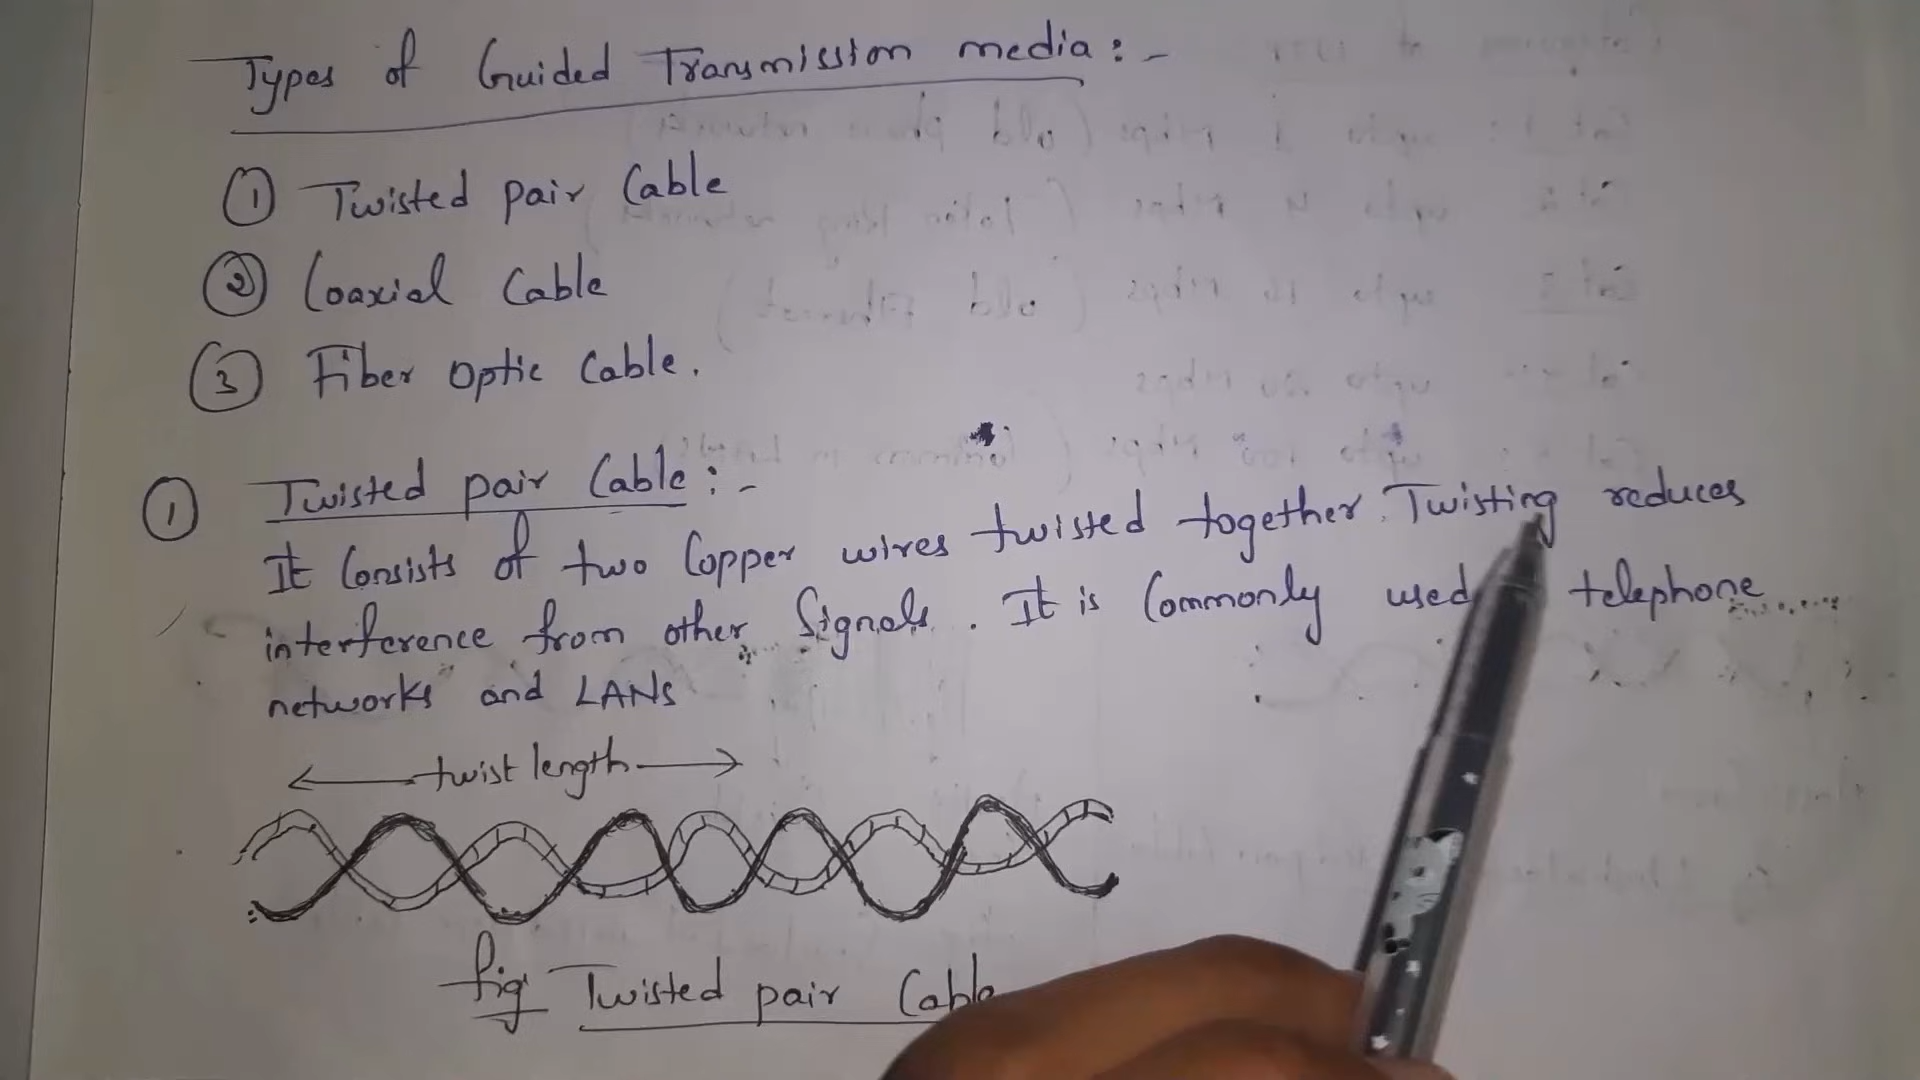 Types of Guided Transmission media :-
① Twisted pair Cable
② Coaxial Cable
③ Fiber Optic Cable.
① Twisted pair Cable :-
It Consists of two Copper wires twisted together. Twisting reduces
interference from other Signals. It is Commonly used telephone
networks and LANs
twist length
fig Twisted pair Cable